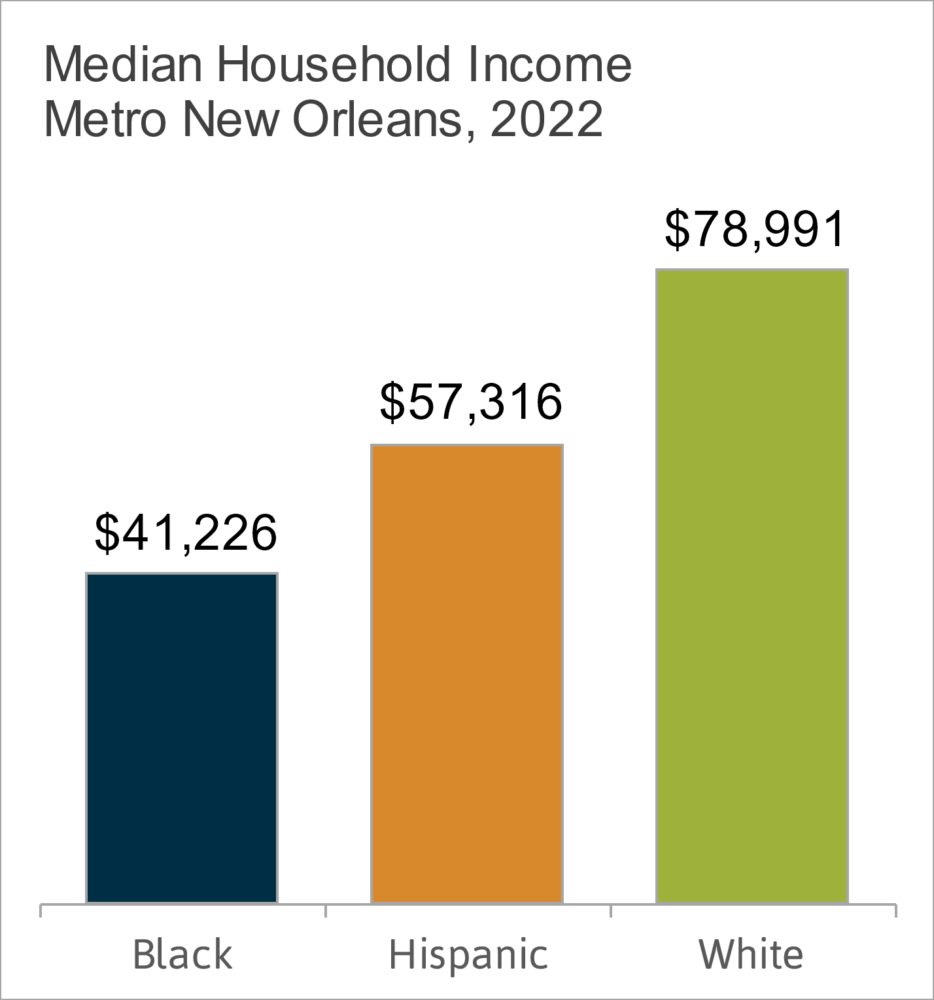 Median Household Income
Metro New Orleans, 2022
$78,991
$57,316
$41,226
Black
Hispanic
White